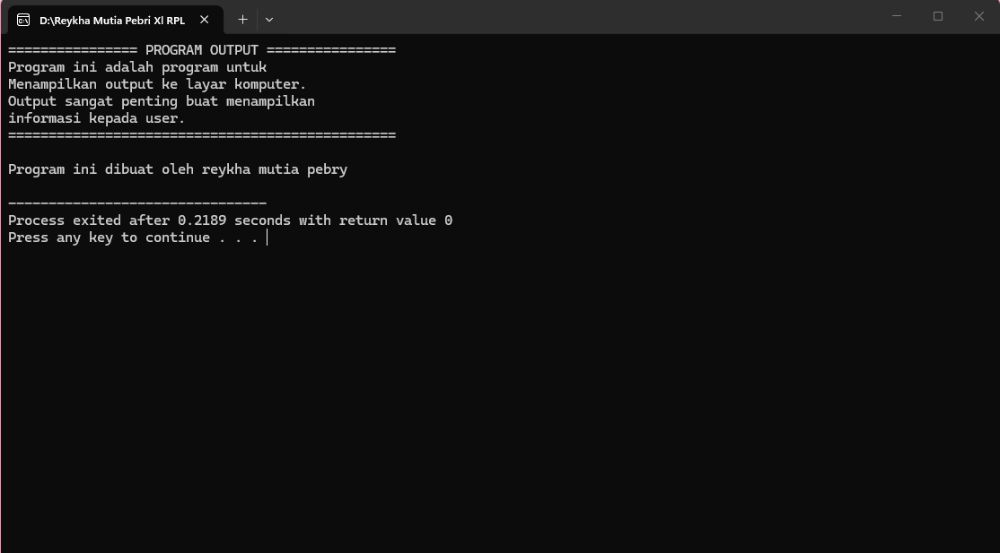 D:\Reykha Mutia Pebri Xl RPL
================ PROGRAM OUTPUT ================
Program ini adalah program untuk
Menampilkan output ke layar komputer.
Output sangat penting buat menampilkan
informasi kepada user.
================================================
Program ini dibuat oleh reykha mutia pebry
--------------------------------
Process exited after 0.2189 seconds with return value 0
Press any key to continue . . .